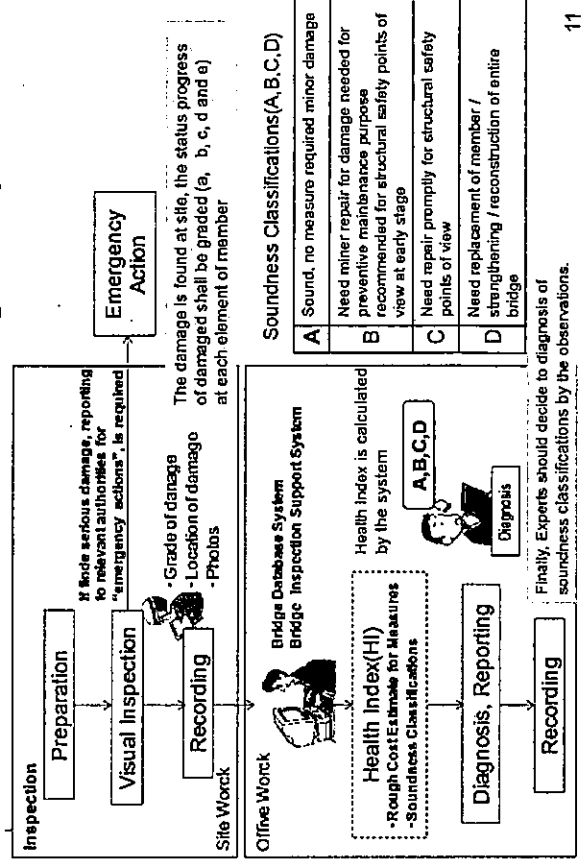 Inspection
Preparation
If finde serious damage, reporting
to relevant authorities for
"emergency actions", is required
Emergency
Action
Visual Inspection
- Grade of danage
- Location of damage
- Photos
Recording
Site Worck
The damage is found at site, the status progress
of damaged shall be graded (a, b, c, d and e)
at each element of member
Offive Worck
Bridge Database System
Bridge Inspection Support System
Health Index(HI)
- Rough Cost Estimate for Measures
- Soundness Classifications
Health Index is calculated
by the system
A,B,C,D
Diagnosis
Diagnosis, Reporting
Recording
Finally, Experts should decide to diagnosis of
soundness classifications by the observations.
Soundness Classifications(A,B,C,D)
A Sound, no measure required minor damage
B Need miner repair for damage needed for
preventive maintenance purpose
recommended for structural safety points of
view at early stage
C Need repair promptly for structural safety
points of view
D Need replacement of member /
strengthening / reconstruction of entire
bridge
11